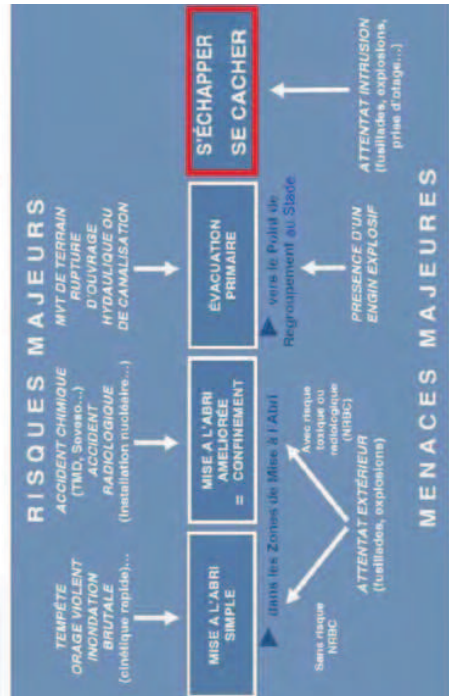 RISQUES MAJEURS
TEMPÊTE
ORAGE VIOLENT
INONDATION
BRUTALE
(cinétique rapide)...
ACCIDENT CHIMIQUE
(TMD, Seveso...)
ACCIDENT
RADIOLOGIQUE
(Installation nucléaire...)
MVT DE TERRAIN
RUPTURE
D'OUVRAGE
HYDAULIQUE OU
DE CANALISATION
MISE A L'ABRI
SIMPLE
MISE A L'ABRI
AMELIORÉE
= CONFINEMENT
ÉVACUATION
PRIMAIRE
S'ÉCHAPPER
SE CACHER
dans les Zones de Mise à l'Abri
vers le Point de
Regroupement au Stade
Sans risque
NRBC
Avec risque
toxique ou
radiologique
(NRBC)
ATTENTAT EXTÉRIEUR
(fusillades, explosions)
PRESENCE D'UN
ENGIN EXPLOSIF
ATTENTAT INTRUSION
(fusillades, explosions,
prise d'otage...)
MENACES MAJEURES